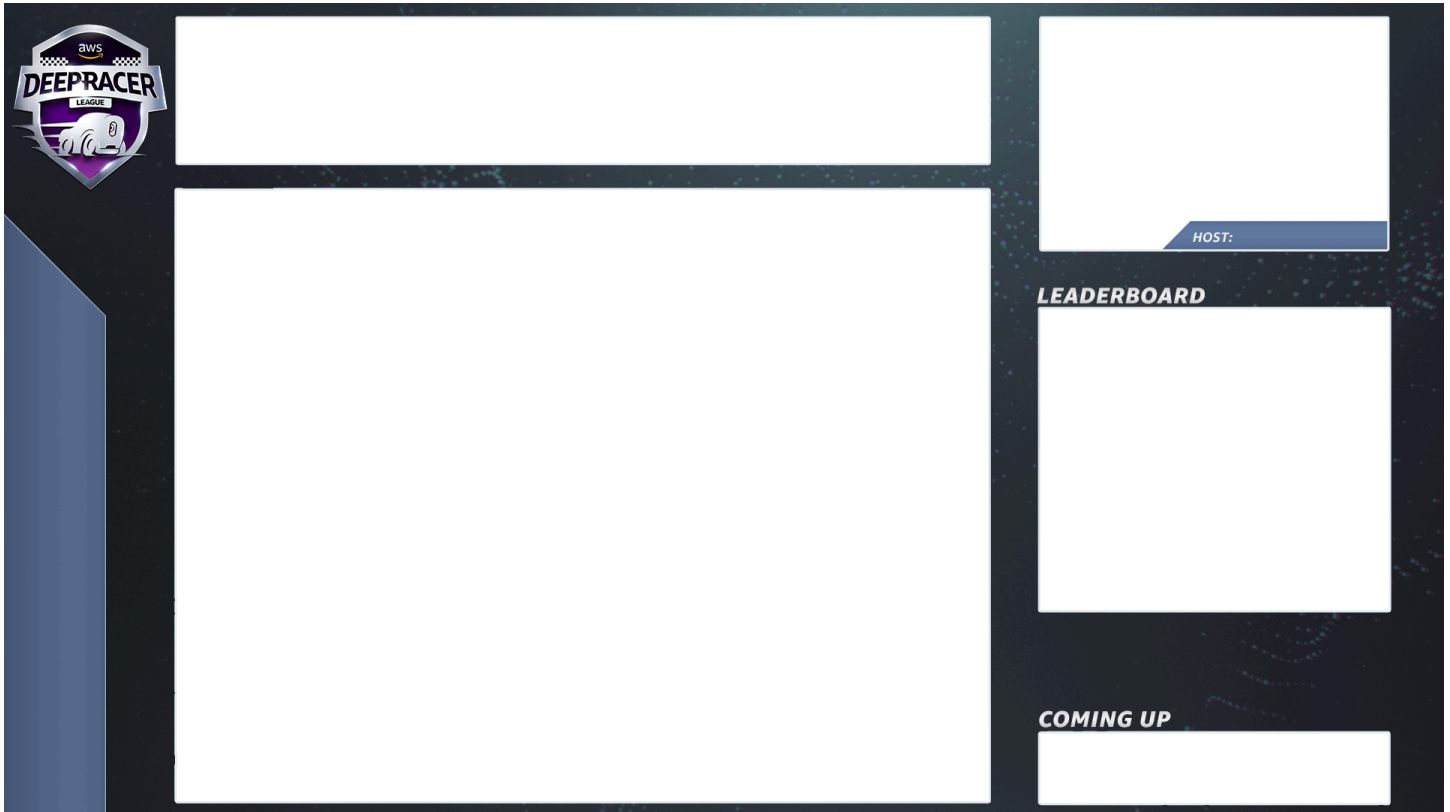 aws
DEEPRACER
LEAGUE
HOST:
LEADERBOARD
COMING UP